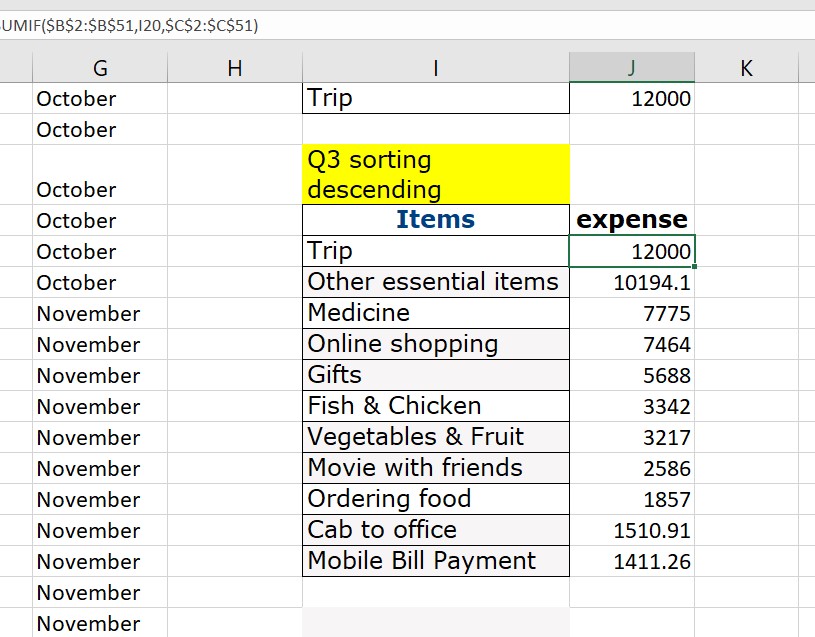 UMIF($B$2:$B$51,I20,$C$2:$C$51)
G H I J K
October Trip 12000
October
Q3 sorting
October descending
October Items expense
October Trip 12000
October Other essential items 10194.1
November Medicine 7775
November Online shopping 7464
November Gifts 5688
November Fish & Chicken 3342
November Vegetables & Fruit 3217
November Movie with friends 2586
November Ordering food 1857
November Cab to office 1510.91
November Mobile Bill Payment 1411.26
November
November